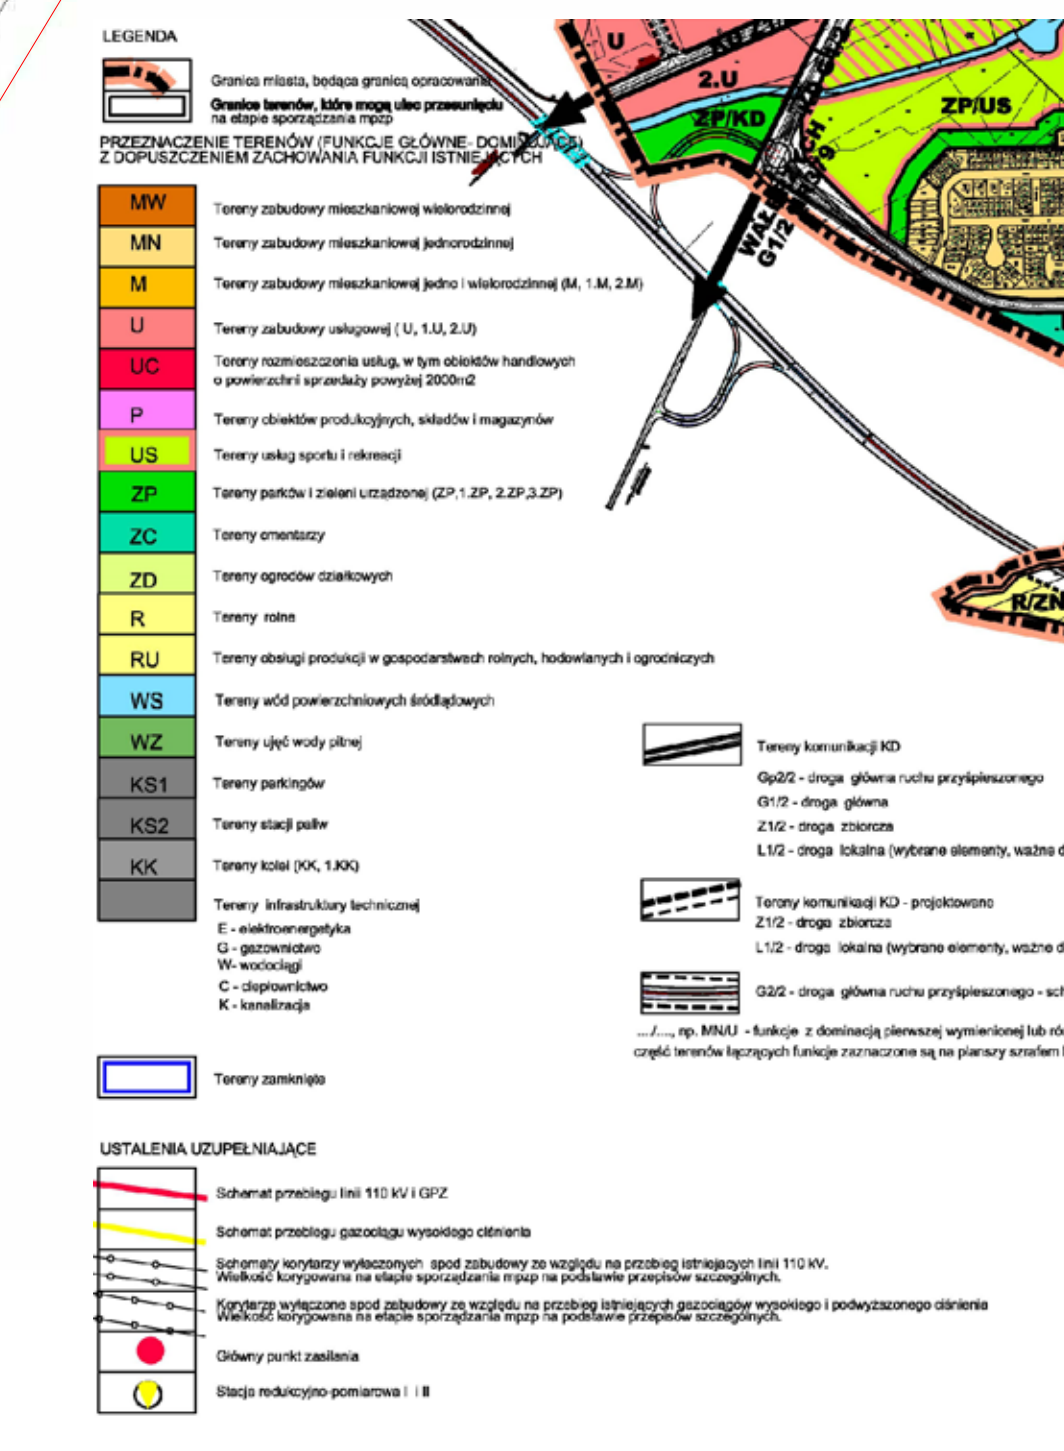 LEGENDA
Granica miasta, będąca granicą opracowania
Granice terenów, które mogą ulec przesunięciu
na etapie sporządzania mpzp
PRZEZNACZENIE TERENÓW (FUNKCJE GŁÓWNE- DOMINUJĄCE)
Z DOPUSZCZENIEM ZACHOWANIA FUNKCJI ISTNIEJĄCYCH
MW Tereny zabudowy mieszkaniowej wielorodzinnej
MN Tereny zabudowy mieszkaniowej jednorodzinnej
M Tereny zabudowy mieszkaniowej jedno i wielorodzinnej (M, 1.M, 2.M)
U Tereny zabudowy usługowej ( U, 1.U, 2.U)
UC Tereny rozmieszczenia usług, w tym obiektów handlowych
o powierzchni sprzedaży powyżej 2000m2
P Tereny obiektów produkcyjnych, składów i magazynów
US Tereny usług sportu i rekreacji
ZP Tereny parków i zieleni urządzonej (ZP,1.ZP, 2.ZP,3.ZP)
ZC Tereny cmentarzy
ZD Tereny ogrodów działkowych
R Tereny rolne
RU Tereny obsługi produkcji w gospodarstwach rolnych, hodowlanych i ogrodniczych
WS Tereny wód powierzchniowych śródlądowych
WZ Tereny ujęć wody pitnej
KS1 Tereny parkingów
KS2 Tereny stacji paliw
KK Tereny kolei (KK, 1.KK)
Tereny infrastruktury technicznej
E - elektroenergetyka
G - gazownictwo
W- wodociągi
C - ciepłownictwo
K - kanalizacja
Tereny zamknięte
USTALENIA UZUPEŁNIAJĄCE
Schemat przebiegu linii 110 kV i GPZ
Schemat przebiegu gazociągu wysokiego ciśnienia
Schematy korytarzy wyłączonych spod zabudowy ze względu na przebieg istniejących linii 110 kV.
Wielkość korygowana na etapie sporządzania mpzp na podstawie przepisów szczególnych.
Korytarze wyłączone spod zabudowy ze względu na przebieg istniejących gazociągów wysokiego i podwyższonego ciśnienia
Wielkość korygowana na etapie sporządzania mpzp na podstawie przepisów szczególnych.
Główny punkt zasilania
Stacja redukcyjno-pomiarowa I i II
Tereny komunikacji KD
Gp2/2 - droga główna ruchu przyśpieszonego
G1/2 - droga główna
Z1/2 - droga zbiorcza
L1/2 - droga lokalna (wybrane elementy, ważne d
Tereny komunikacji KD - projektowane
Z1/2 - droga zbiorcza
L1/2 - droga lokalna (wybrane elementy, ważne d
G2/2 - droga główna ruchu przyśpieszonego - sch
..../...., np. MN/U - funkcje z dominacją pierwszej wymienionej lub ró
część terenów łączących funkcje zaznaczone są na planszy szrafem
U
2.U
ZP/KD
ZP/US
G1/2
R/ZN